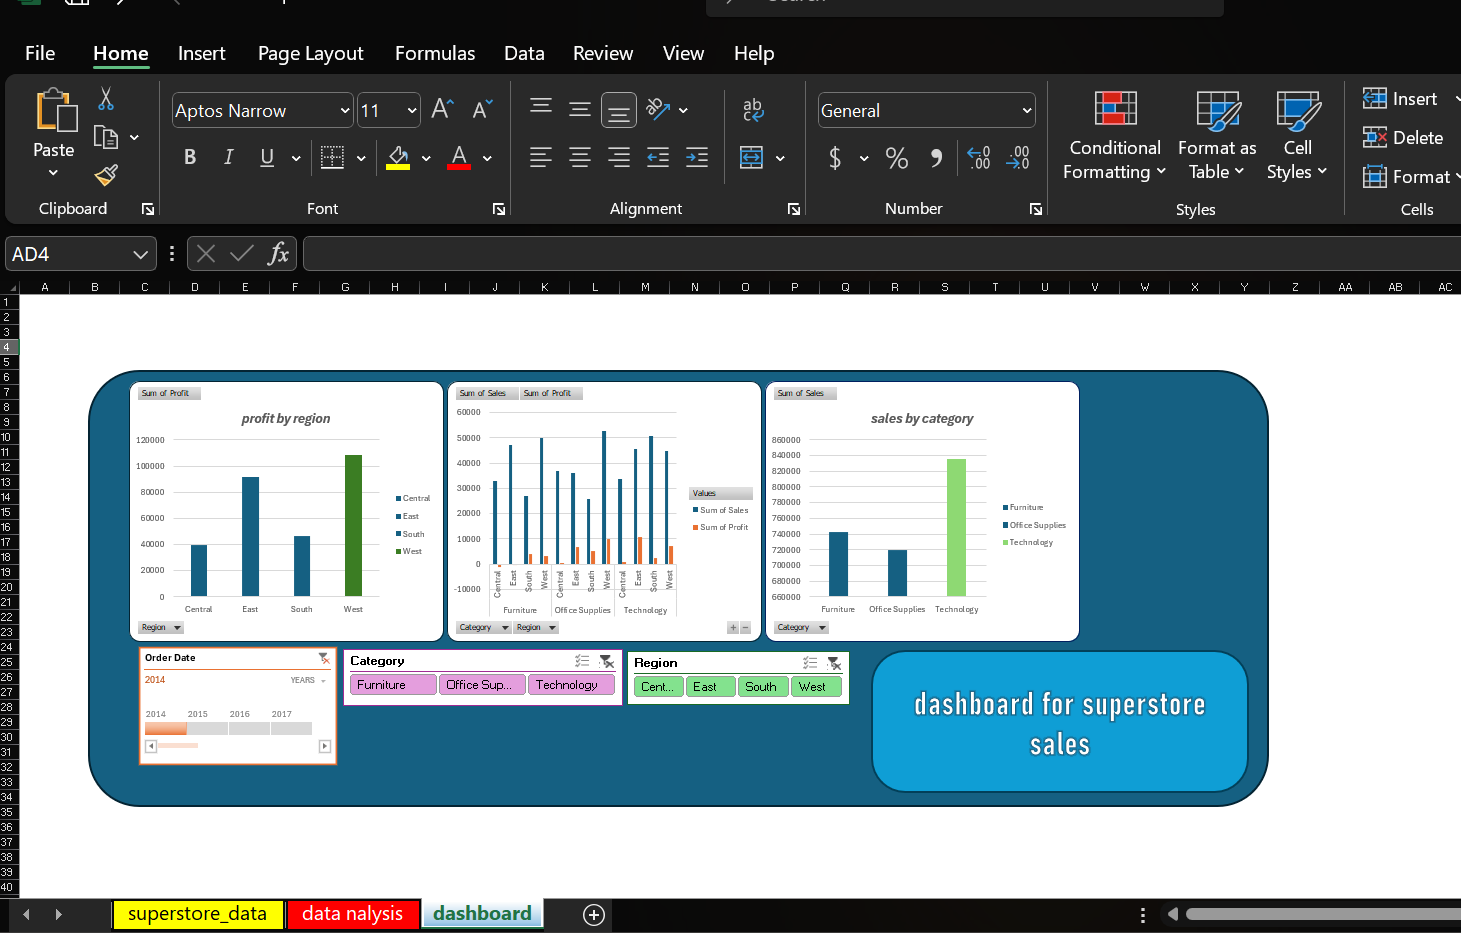 File Home Insert Page Layout Formulas Data Review View Help
Aptos Narrow 11 General Insert
Paste Conditional Formatting Format as Table Cell Styles Delete
B I U $ % Format
Clipboard Font Alignment Number Styles Cells
AD4 fx
A B C D E F G H I J K L M N O P Q R S T U V W X Y Z AA AB AC
1
2
3
4
5
6
7
8
9
10
11
12
13
14
15
16
17
18
19
20
21
22
23
24
25
26
27
28
29
30
31
32
33
34
35
36
37
38
39
40
Sum of Profit
profit by region
120000
100000
80000
60000
40000
20000
0
Central East South West
Central
East
South
West
Region
Sum of Sales Sum of Profit
60000
50000
40000
30000
20000
10000
0
-10000
Central East South West Central East South West Central East South West
Furniture Office Supplies Technology
Values
Sum of Sales
Sum of Profit
Category Region
Sum of Sales
sales by category
860000
840000
820000
800000
780000
760000
740000
720000
700000
680000
660000
Furniture Office Supplies Technology
Furniture
Office Supplies
Technology
Category
Order Date
2014 YEARS
2014 2015 2016 2017
Category
Furniture Office Sup... Technology
Region
Cent... East South West
dashboard for superstore
sales
superstore_data data nalysis dashboard